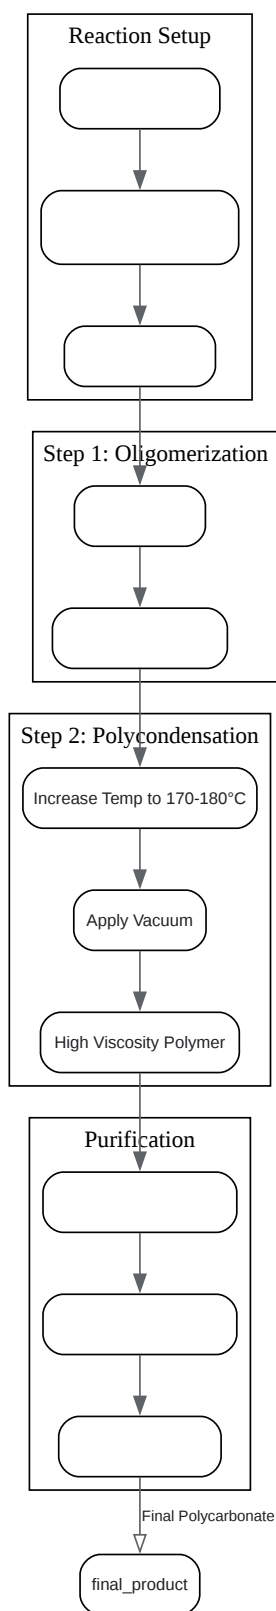 Reaction Setup
Step 1: Oligomerization
Step 2: Polycondensation
Increase Temp to 170-180°C
Apply Vacuum
High Viscosity Polymer
Purification
Final Polycarbonate
final_product